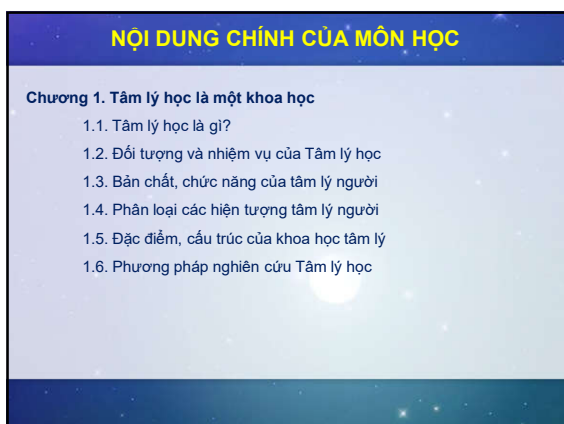 NỘI DUNG CHÍNH CỦA MÔN HỌC
Chương 1. Tâm lý học là một khoa học
1.1. Tâm lý học là gì?
1.2. Đối tượng và nhiệm vụ của Tâm lý học
1.3. Bản chất, chức năng của tâm lý người
1.4. Phân loại các hiện tượng tâm lý người
1.5. Đặc điểm, cấu trúc của khoa học tâm lý
1.6. Phương pháp nghiên cứu Tâm lý học